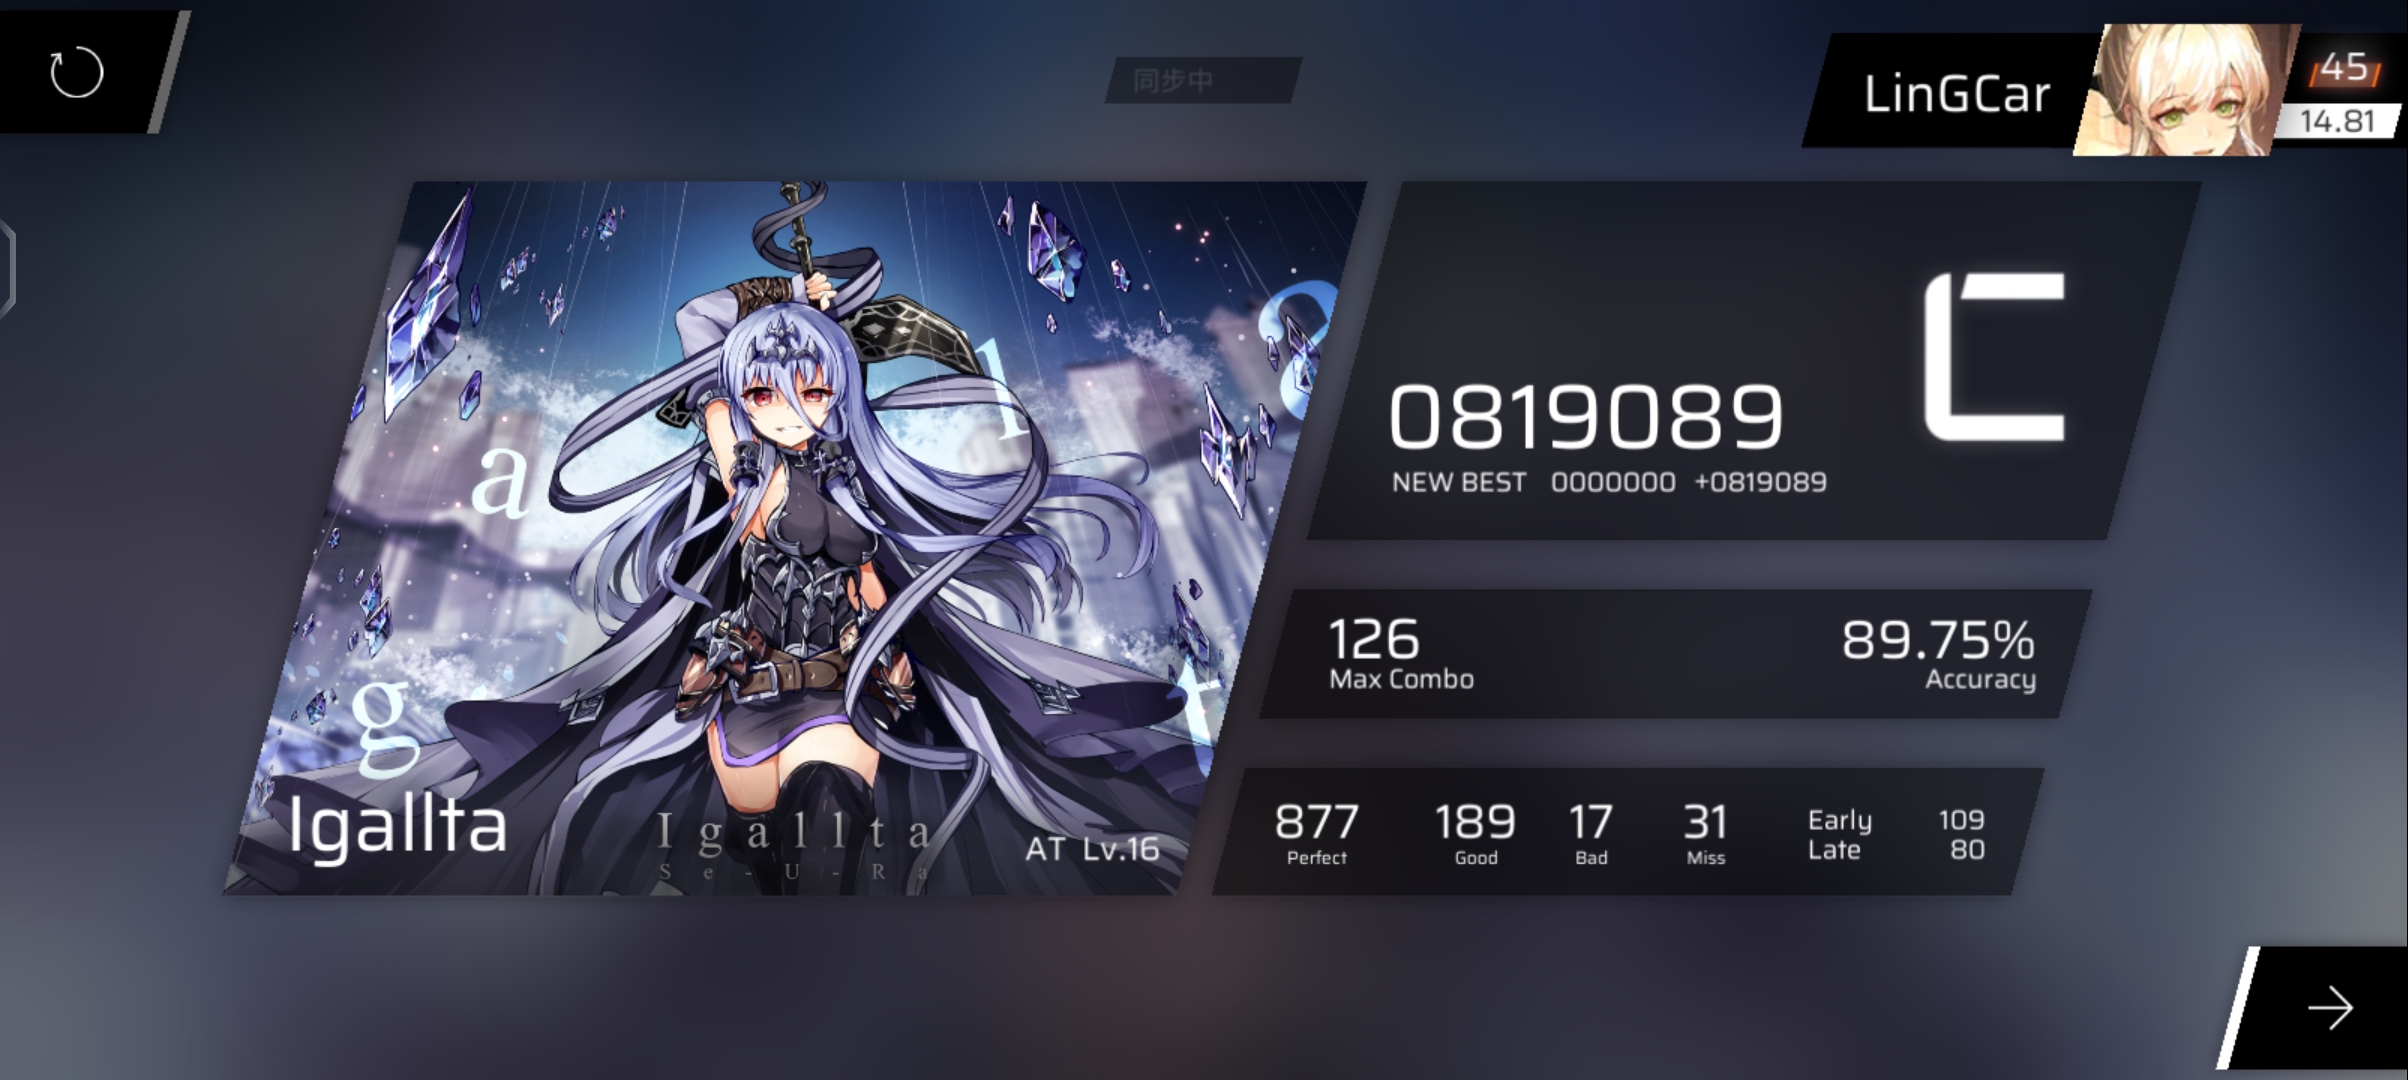 同步中
LinGCar
45
14.81
a
l
g
t
Igallta
Igallta
Se-U-Ra
AT Lv.16
C
0819089
NEW BEST 0000000 +0819089
126
Max Combo
89.75%
Accuracy
877
Perfect
189
Good
17
Bad
31
Miss
Early 109
Late 80